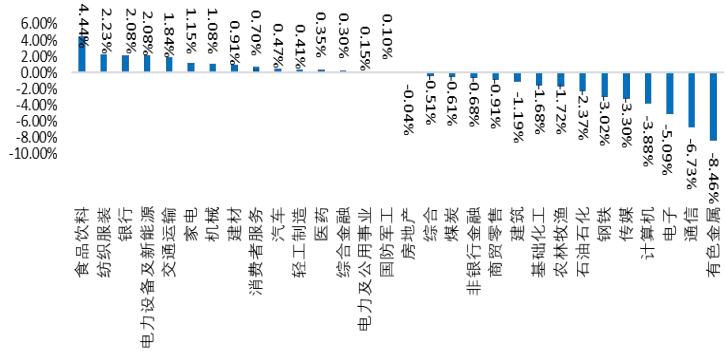 6.00%
4.00%
2.00%
0.00%
-2.00%
-4.00%
-6.00%
-8.00%
-10.00%
4.44%
2.23%
2.08%
2.08%
1.84%
1.15%
1.08%
0.91%
0.70%
0.47%
0.41%
0.35%
0.30%
0.15%
0.10%
-0.04%
-0.51%
-0.61%
-0.68%
-0.91%
-1.19%
-1.68%
-1.72%
-2.37%
-3.02%
-3.30%
-3.88%
-5.09%
-6.73%
-8.46%
食品饮料
纺织服装
银行
电力设备及新能源
交通运输
家电
机械
建材
消费者服务
汽车
轻工制造
医药
综合金融
电力及公用事业
国防军工
房地产
综合
煤炭
非银行金融
商贸零售
建筑
基础化工
农林牧渔
石油石化
钢铁
传媒
计算机
电子
通信
有色金属